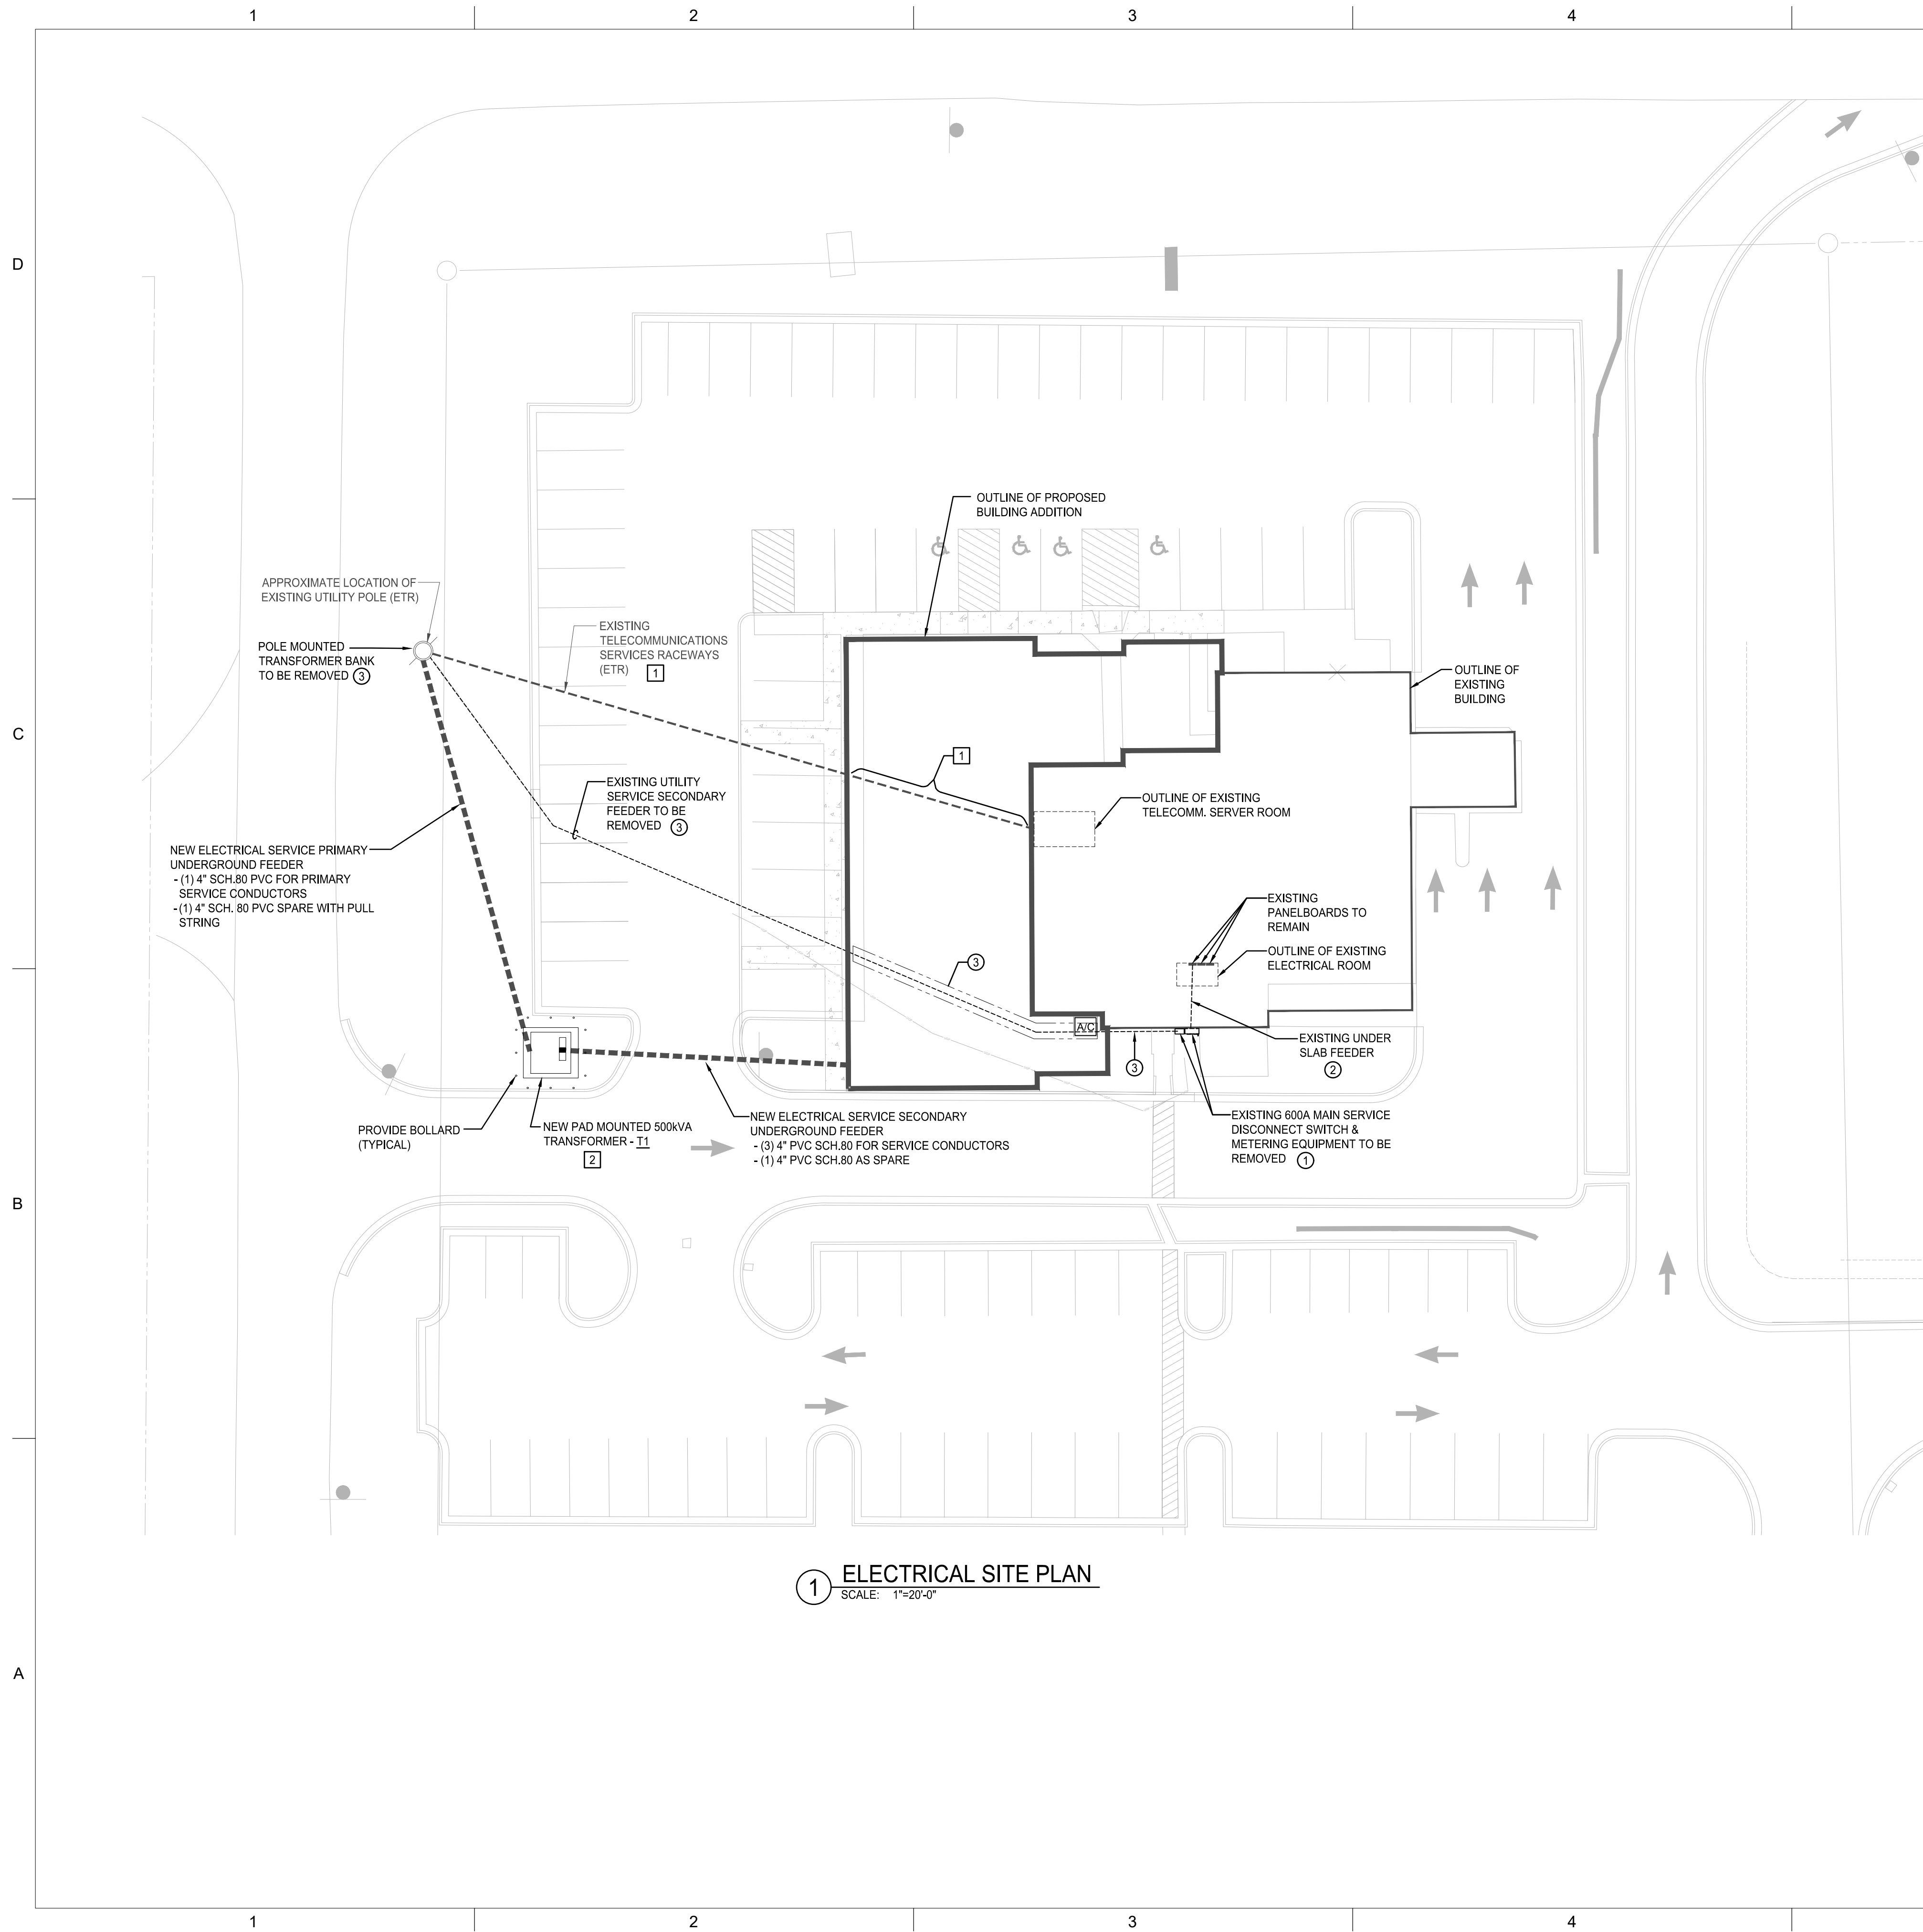 1 2 3 4
D
C
B
A
OUTLINE OF PROPOSED
BUILDING ADDITION
APPROXIMATE LOCATION OF
EXISTING UTILITY POLE (ETR)
POLE MOUNTED
TRANSFORMER BANK
TO BE REMOVED 3
EXISTING
TELECOMMUNICATIONS
SERVICES RACEWAYS
(ETR) 1
OUTLINE OF
EXISTING
BUILDING
1
EXISTING UTILITY
SERVICE SECONDARY
FEEDER TO BE
REMOVED 3
OUTLINE OF EXISTING
TELECOMM. SERVER ROOM
NEW ELECTRICAL SERVICE PRIMARY
UNDERGROUND FEEDER
- (1) 4" SCH.80 PVC FOR PRIMARY
SERVICE CONDUCTORS
- (1) 4" SCH. 80 PVC SPARE WITH PULL
STRING
EXISTING
PANELBOARDS TO
REMAIN
OUTLINE OF EXISTING
ELECTRICAL ROOM
3
A/C
3
EXISTING UNDER
SLAB FEEDER
2
PROVIDE BOLLARD
(TYPICAL)
NEW PAD MOUNTED 500kVA
TRANSFORMER - T1
2
NEW ELECTRICAL SERVICE SECONDARY
UNDERGROUND FEEDER
- (3) 4" PVC SCH.80 FOR SERVICE CONDUCTORS
- (1) 4" PVC SCH.80 AS SPARE
EXISTING 600A MAIN SERVICE
DISCONNECT SWITCH &
METERING EQUIPMENT TO BE
REMOVED 1
1 ELECTRICAL SITE PLAN
SCALE: 1"=20'-0"
1 2 3 4